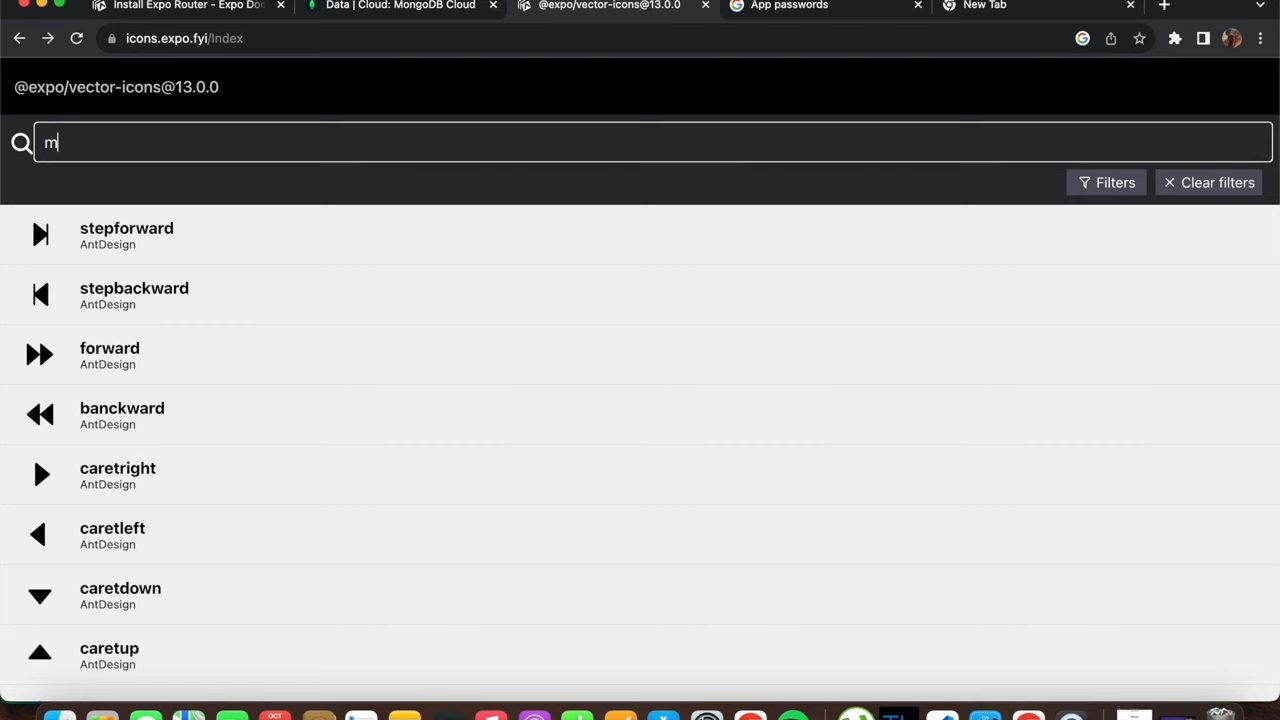 Install Expo Router - Expo Doc
Data | Cloud: MongoDB Cloud
@expo/vector-icons@13.0.0
App passwords
New Tab
icons.expo.fyi/Index
@expo/vector-icons@13.0.0
m
Filters
Clear filters
stepforward
AntDesign
stepbackward
AntDesign
forward
AntDesign
banckward
AntDesign
caretright
AntDesign
caretleft
AntDesign
caretdown
AntDesign
caretup
AntDesign
OCT